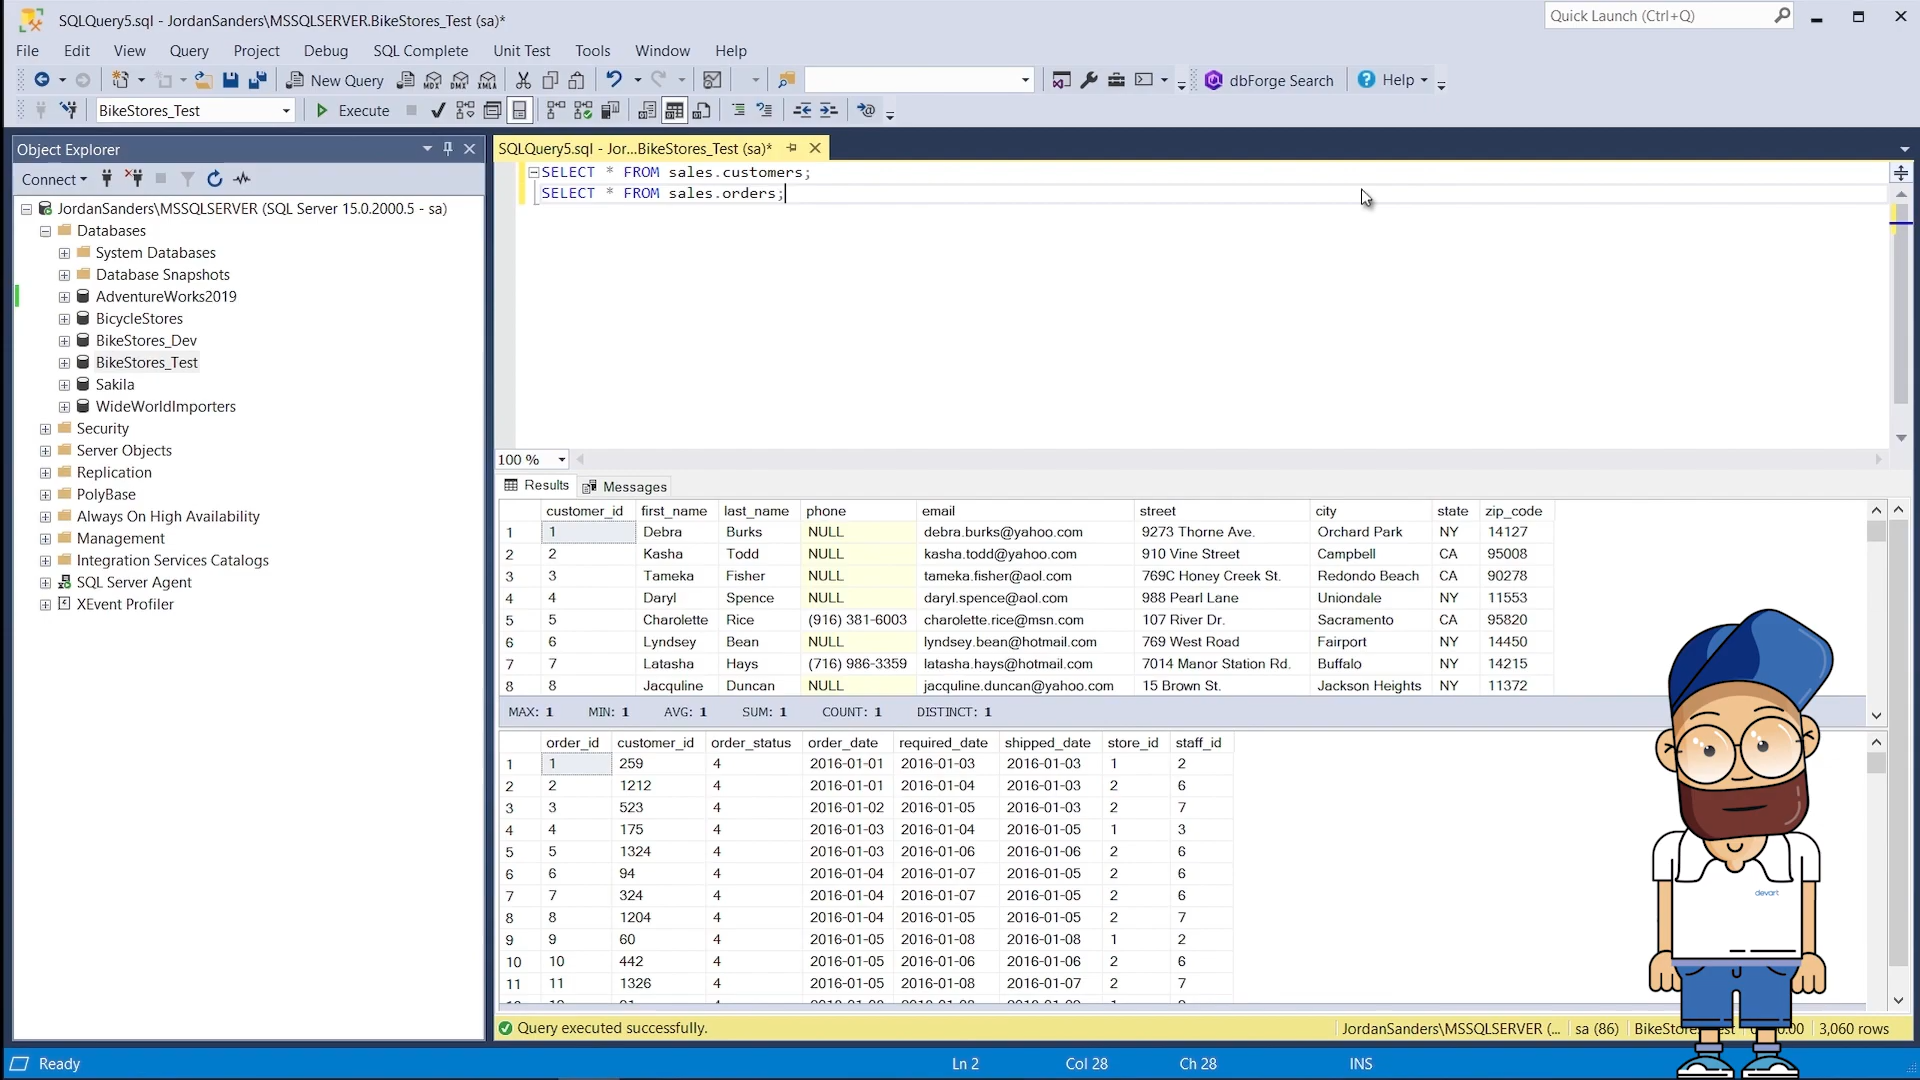 SQLQuery5.sql - JordanSanders\MSSQLSERVER.BikeStores_Test (sa)*
Quick Launch (Ctrl+Q)
File Edit View Query Project Debug SQL Complete Unit Test Tools Window Help
New Query
dbForge Search
Help
BikeStores_Test
Execute
Object Explorer
Connect
JordanSanders\MSSQLSERVER (SQL Server 15.0.2000.5 - sa)
Databases
System Databases
Database Snapshots
AdventureWorks2019
BicycleStores
BikeStores_Dev
BikeStores_Test
Sakila
WideWorldImporters
Security
Server Objects
Replication
PolyBase
Always On High Availability
Management
Integration Services Catalogs
SQL Server Agent
XEvent Profiler
SQLQuery5.sql - Jor...BikeStores_Test (sa)*
SELECT * FROM sales.customers;
SELECT * FROM sales.orders;
100 %
Results Messages
customer_id first_name last_name phone email street city state zip_code
1 1 Debra Burks NULL debra.burks@yahoo.com 9273 Thorne Ave. Orchard Park NY 14127
2 2 Kasha Todd NULL kasha.todd@yahoo.com 910 Vine Street Campbell CA 95008
3 3 Tameka Fisher NULL tameka.fisher@aol.com 769C Honey Creek St. Redondo Beach CA 90278
4 4 Daryl Spence NULL daryl.spence@aol.com 988 Pearl Lane Uniondale NY 11553
5 5 Charolette Rice (916) 381-6003 charolette.rice@msn.com 107 River Dr. Sacramento CA 95820
6 6 Lyndsey Bean NULL lyndsey.bean@hotmail.com 769 West Road Fairport NY 14450
7 7 Latasha Hays (716) 986-3359 latasha.hays@hotmail.com 7014 Manor Station Rd. Buffalo NY 14215
8 8 Jacquline Duncan NULL jacquline.duncan@yahoo.com 15 Brown St. Jackson Heights NY 11372
MAX: 1 MIN: 1 AVG: 1 SUM: 1 COUNT: 1 DISTINCT: 1
order_id customer_id order_status order_date required_date shipped_date store_id staff_id
1 1 259 4 2016-01-01 2016-01-03 2016-01-03 1 2
2 2 1212 4 2016-01-01 2016-01-04 2016-01-03 2 6
3 3 523 4 2016-01-02 2016-01-05 2016-01-03 2 7
4 4 175 4 2016-01-03 2016-01-04 2016-01-05 1 3
5 5 1324 4 2016-01-03 2016-01-06 2016-01-06 2 6
6 6 94 4 2016-01-04 2016-01-07 2016-01-05 2 6
7 7 324 4 2016-01-04 2016-01-07 2016-01-05 2 6
8 8 1204 4 2016-01-04 2016-01-05 2016-01-05 2 7
9 9 60 4 2016-01-05 2016-01-08 2016-01-08 1 2
10 10 442 4 2016-01-05 2016-01-06 2016-01-06 2 6
11 11 1326 4 2016-01-05 2016-01-08 2016-01-07 2 7
devart
Query executed successfully.
JordanSanders\MSSQLSERVER (... sa (86) 3,060 rows
Ready Ln 2 Col 28 Ch 28 INS